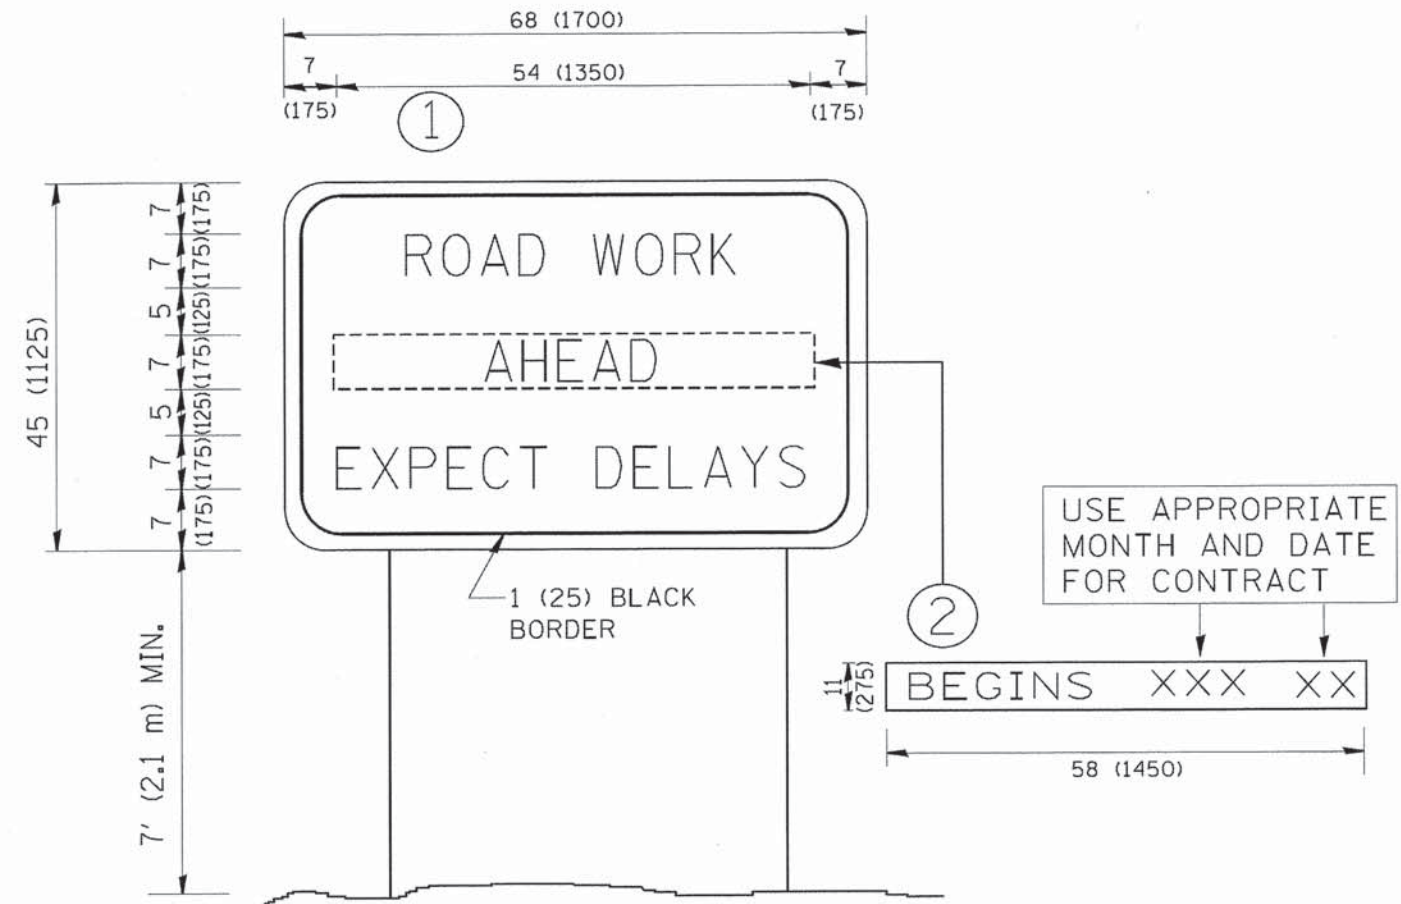 68 (1700)
7
54 (1350)
7
(175)
(175)
1
45 (1125)
7
(175)
7
(175)
5
(125)
7
(175)
5
(125)
7
(175)
7
(175)
ROAD WORK
AHEAD
EXPECT DELAYS
1 (25) BLACK
BORDER
7' (2.1 m) MIN.
USE APPROPRIATE
MONTH AND DATE
FOR CONTRACT
2
11
(275)
BEGINS XXX XX
58 (1450)